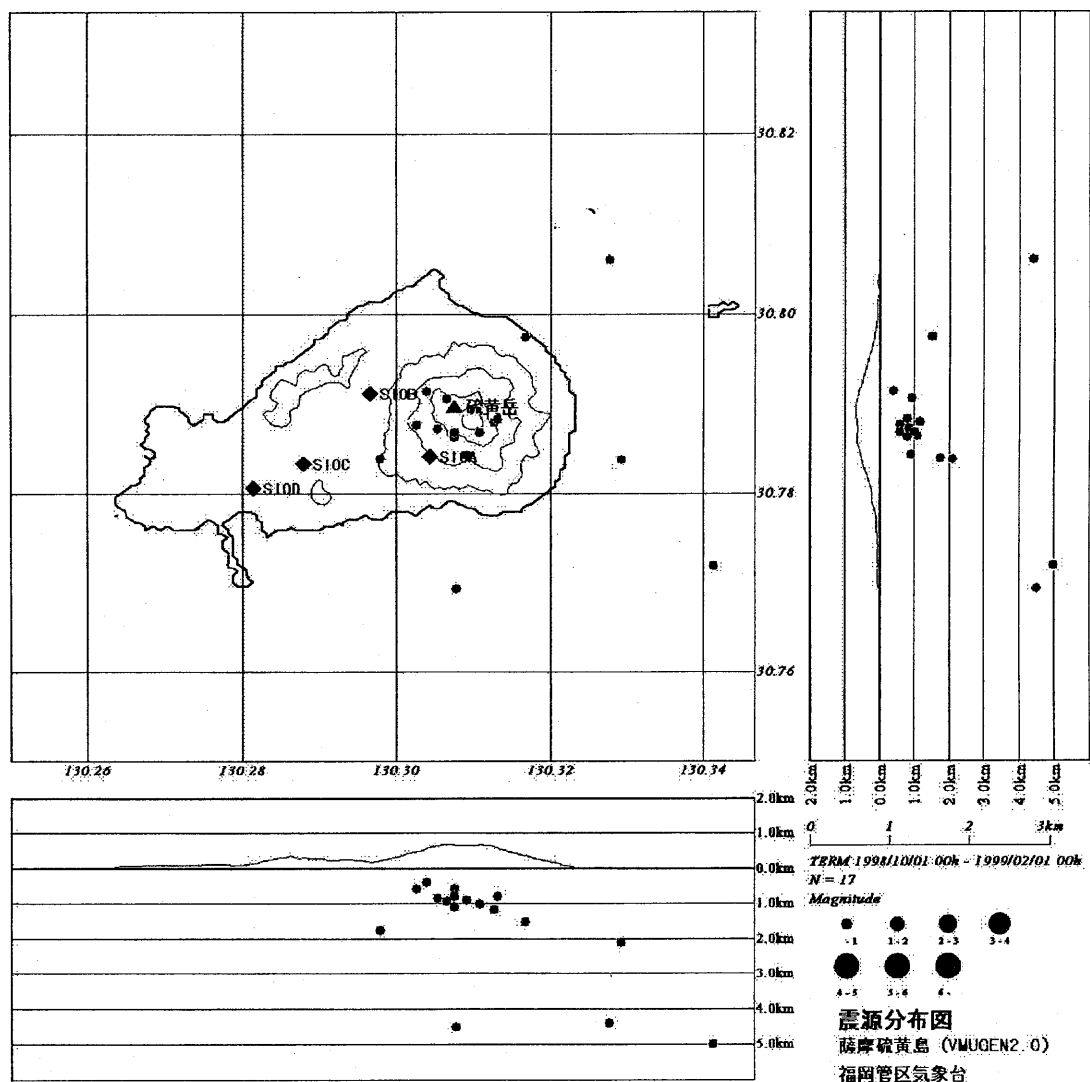 30.82
30.80
30.78
30.76
SIOB
硫黄岳
SIOA
SIOC
SIOD
130.26 130.28 130.30 130.32 130.34
2.0km 1.0km 0.0km 1.0km 2.0km 3.0km 4.0km 5.0km
2.0km
1.0km
0.0km
1.0km
2.0km
3.0km
4.0km
5.0km
0 1 2 3km
TERM 1998/10/01 00h - 1999/02/01 00h
N = 17
Magnitude
-1 1-2 2-3 3-4
4-5 5-6 6-
震源分布図
薩摩硫黄島 (VMUGEN2.0)
福岡管区気象台